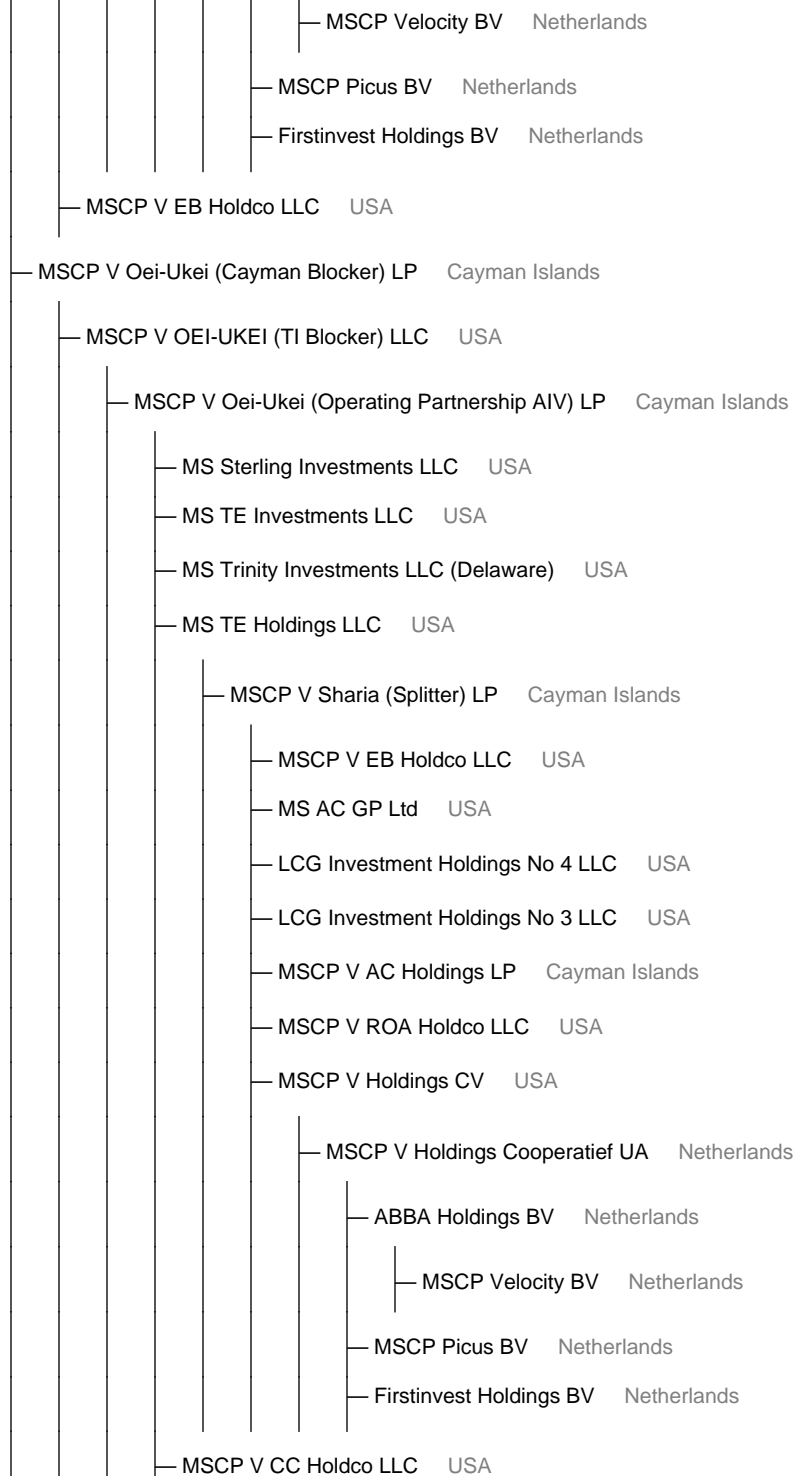 MSCP Velocity BV Netherlands
MSCP Picus BV Netherlands
Firstinvest Holdings BV Netherlands
MSCP V EB Holdco LLC USA
MSCP V Oei-Ukei (Cayman Blocker) LP Cayman Islands
MSCP V OEI-UKEI (TI Blocker) LLC USA
MSCP V Oei-Ukei (Operating Partnership AIV) LP Cayman Islands
MS Sterling Investments LLC USA
MS TE Investments LLC USA
MS Trinity Investments LLC (Delaware) USA
MS TE Holdings LLC USA
MSCP V Sharia (Splitter) LP Cayman Islands
MSCP V EB Holdco LLC USA
MS AC GP Ltd USA
LCG Investment Holdings No 4 LLC USA
LCG Investment Holdings No 3 LLC USA
MSCP V AC Holdings LP Cayman Islands
MSCP V ROA Holdco LLC USA
MSCP V Holdings CV USA
MSCP V Holdings Cooperatief UA Netherlands
ABBA Holdings BV Netherlands
MSCP Velocity BV Netherlands
MSCP Picus BV Netherlands
Firstinvest Holdings BV Netherlands
MSCP V CC Holdco LLC USA